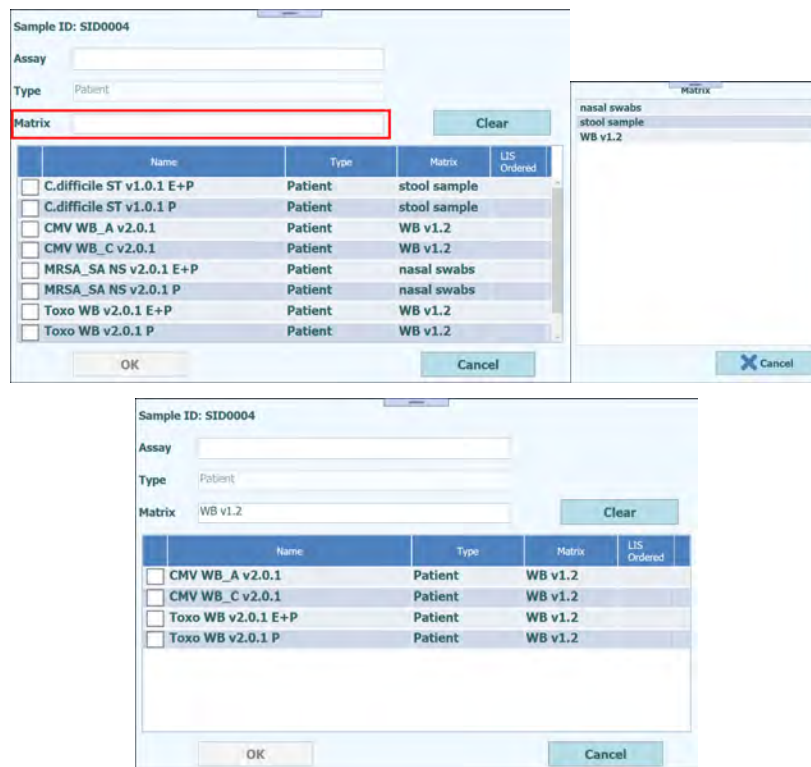 Sample ID: SID0004
Assay
Type Patient
Matrix Clear
Name Type Matrix LIS Ordered
C.difficile ST v1.0.1 E+P Patient stool sample
C.difficile ST v1.0.1 P Patient stool sample
CMV WB_A v2.0.1 Patient WB v1.2
CMV WB_C v2.0.1 Patient WB v1.2
MRSA_SA NS v2.0.1 E+P Patient nasal swabs
MRSA_SA NS v2.0.1 P Patient nasal swabs
Toxo WB v2.0.1 E+P Patient WB v1.2
Toxo WB v2.0.1 P Patient WB v1.2
OK Cancel
Matrix
nasal swabs
stool sample
WB v1.2
Cancel
Sample ID: SID0004
Assay
Type Patient
Matrix WB v1.2 Clear
Name Type Matrix LIS Ordered
CMV WB_A v2.0.1 Patient WB v1.2
CMV WB_C v2.0.1 Patient WB v1.2
Toxo WB v2.0.1 E+P Patient WB v1.2
Toxo WB v2.0.1 P Patient WB v1.2
OK Cancel